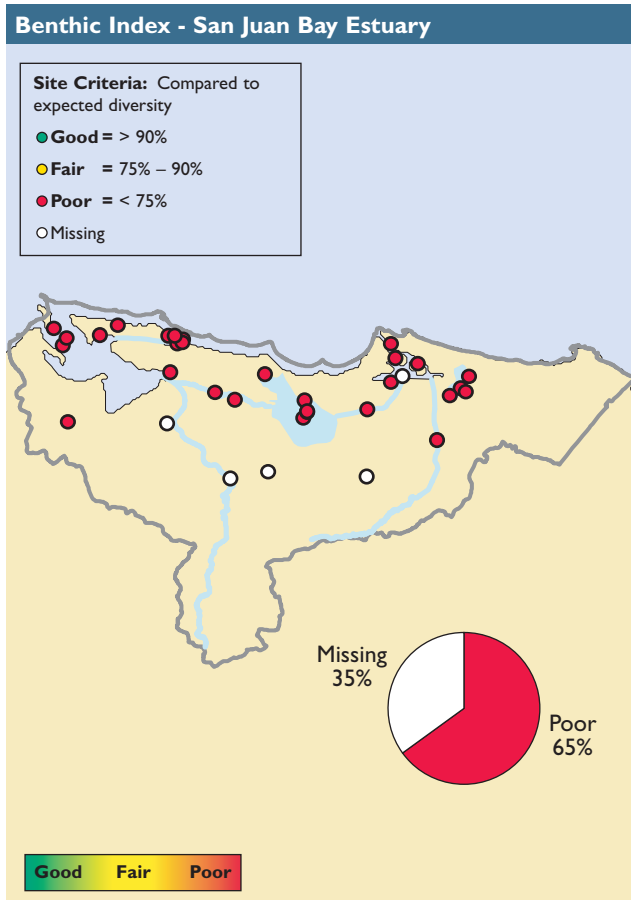 Benthic Index - San Juan Bay Estuary
Site Criteria: Compared to
expected diversity
Good = > 90%
Fair = 75% – 90%
Poor = < 75%
Missing
Missing
35%
Poor
65%
Good Fair Poor